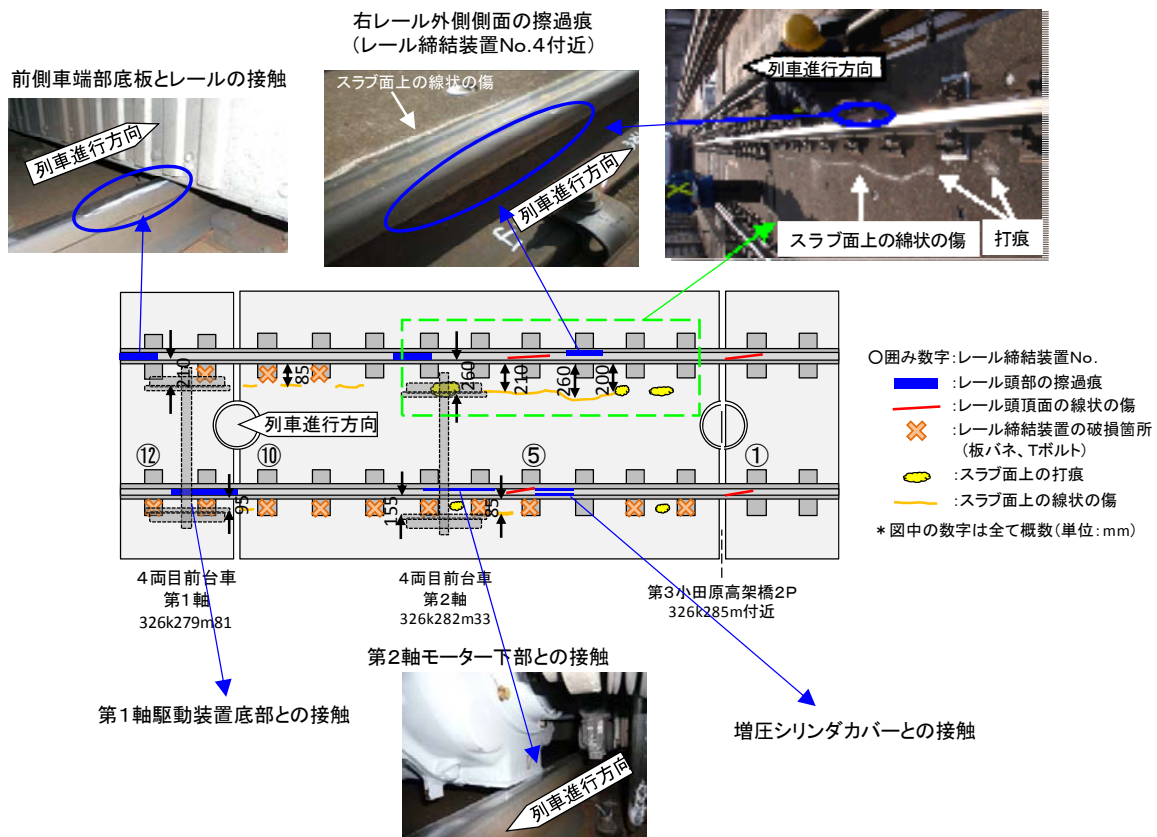 右レール外側側面の擦過痕
(レール締結装置No.4付近)
前側車端部底板とレールの接触
列車進行方向
スラブ面上の線状の傷
列車進行方向
列車進行方向
スラブ面上の綿状の傷
打痕
210
85
260
210
260
200
列車進行方向
⑫
⑩
⑤
①
95
155
85
〇囲み数字:レール締結装置No.
:レール頭部の擦過痕
:レール頭頂面の線状の傷
:レール締結装置の破損箇所
(板バネ、Tボルト)
:スラブ面上の打痕
:スラブ面上の線状の傷
*図中の数字は全て概数(単位:mm)
4両目前台車
第1軸
326k279m81
4両目前台車
第2軸
326k282m33
第3小田原高架橋2P
326k285m付近
第2軸モーター下部との接触
第1軸駆動装置底部との接触
増圧シリンダカバーとの接触
列車進行方向